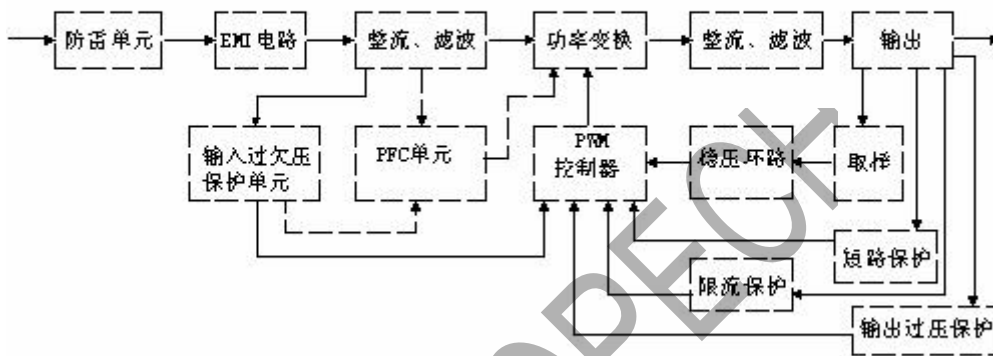 防雷单元
EMI电路
整流、滤波
功率变换
整流、滤波
输出
输入过欠压
保护单元
PFC单元
PWM
控制器
稳压环路
取样
短路保护
限流保护
输出过压保护